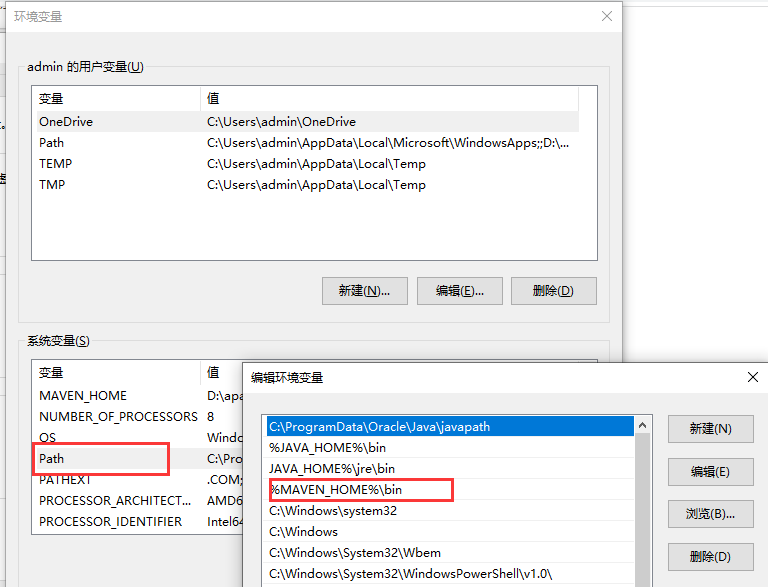 环境变量
admin 的用户变量(U)
变量 值
OneDrive C:\Users\admin\OneDrive
Path C:\Users\admin\AppData\Local\Microsoft\WindowsApps;;D:\...
TEMP C:\Users\admin\AppData\Local\Temp
TMP C:\Users\admin\AppData\Local\Temp
新建(N)... 编辑(E)... 删除(D)
系统变量(S)
变量 值
MAVEN_HOME D:\apa
NUMBER_OF_PROCESSORS 8
OS Windo
Path C:\Pro
PATHEXT .COM;
PROCESSOR_ARCHITECT... AMD6
PROCESSOR_IDENTIFIER Intel64
编辑环境变量
C:\ProgramData\Oracle\Java\javapath
%JAVA_HOME%\bin
JAVA_HOME%\jre\bin
%MAVEN_HOME%\bin
C:\Windows\system32
C:\Windows
C:\Windows\System32\Wbem
C:\Windows\System32\WindowsPowerShell\v1.0\
新建(N)
编辑(E)
浏览(B)...
删除(D)